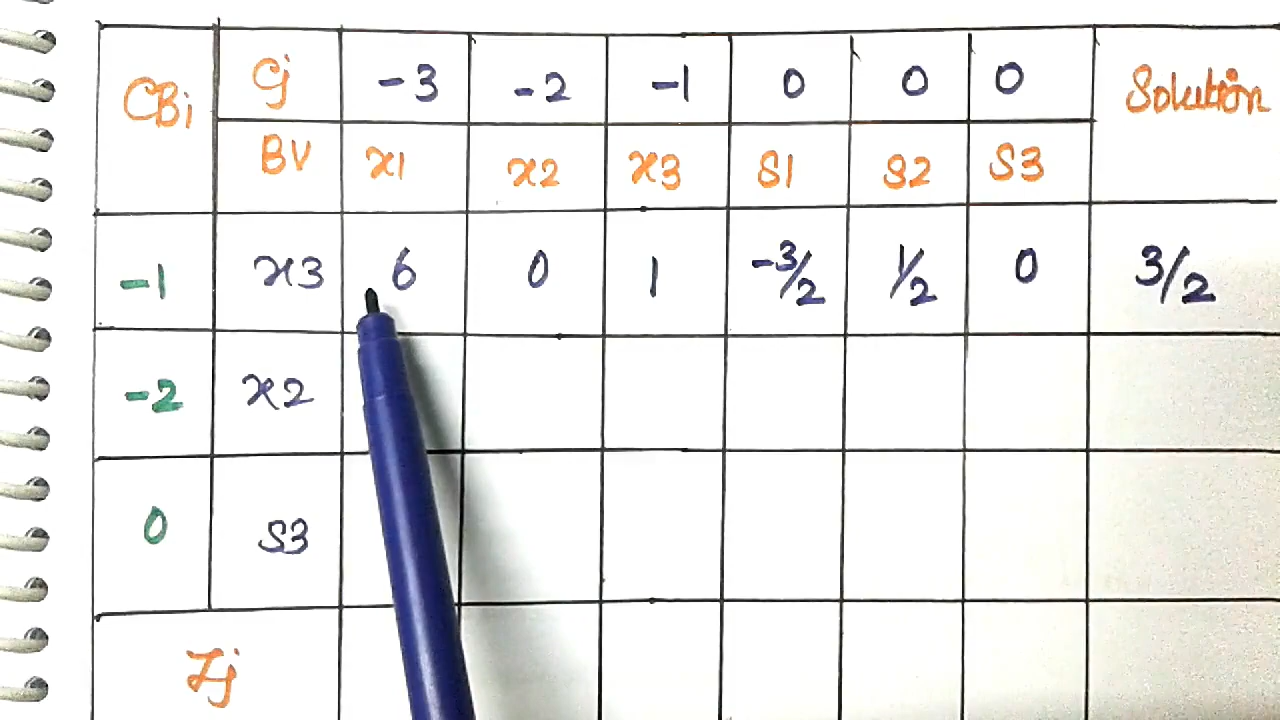 CBi Cj -3 -2 -1 0 0 0 Solution
BV x1 x2 x3 S1 S2 S3
-1 x3 6 0 1 -3/2 1/2 0 3/2
-2 x2
0 S3
Zj